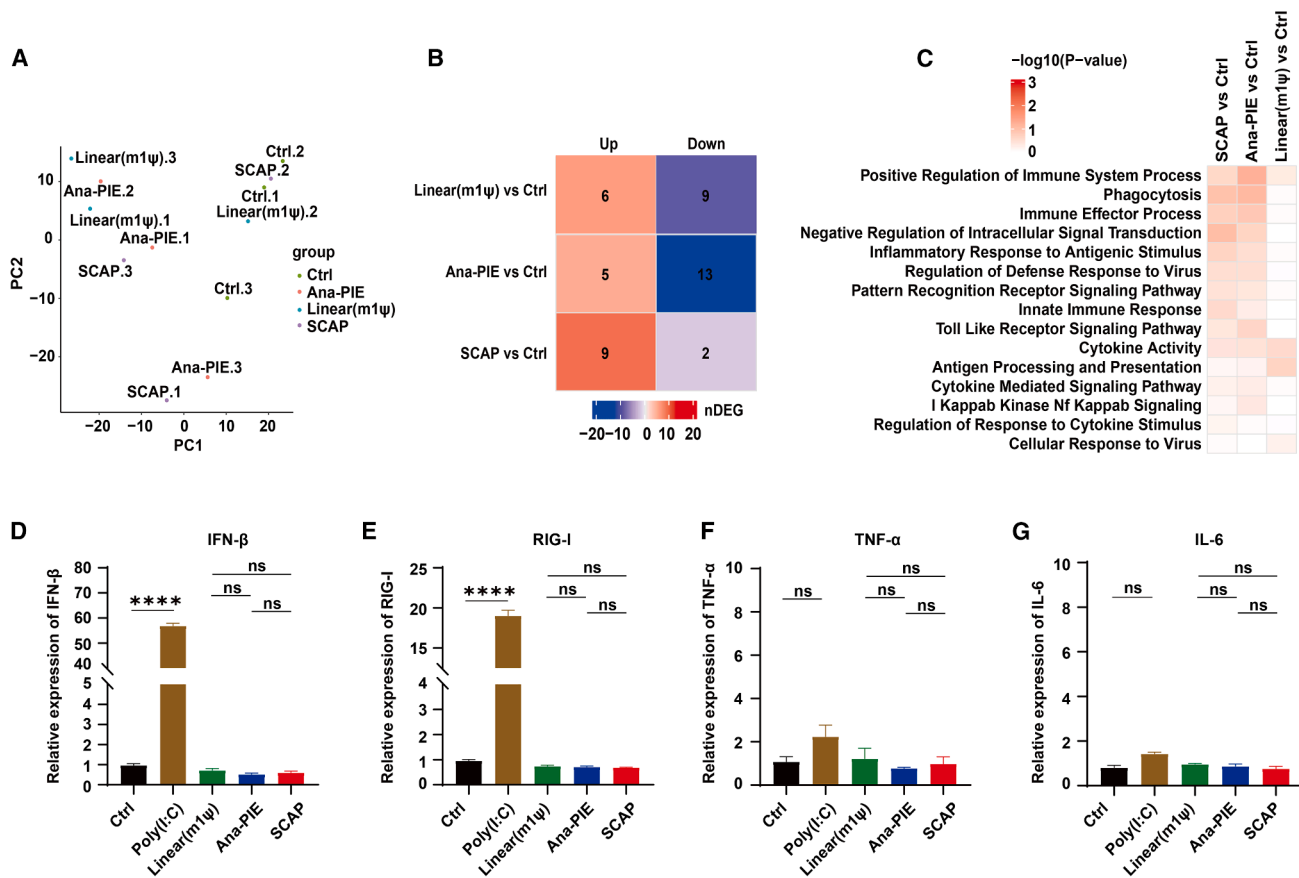 A
B
C
PC2
10
0
−10
−20
−20
−10
0
10
20
PC1
Linear(m1ψ).3
Ana-PIE.2
Linear(m1ψ).1
Ana-PIE.1
SCAP.3
Ctrl.2
SCAP.2
Ctrl.1
Linear(m1ψ).2
Ctrl.3
Ana-PIE.3
SCAP.1
group
Ctrl
Ana-PIE
Linear(m1ψ)
SCAP
Up Down
Linear(m1ψ) vs Ctrl 6 9
Ana-PIE vs Ctrl 5 13
SCAP vs Ctrl 9 2
nDEG
−20 −10 0 10 20
−log10(P−value)
3
2
1
0
SCAP vs Ctrl
Ana-PIE vs Ctrl
Linear(m1ψ) vs Ctrl
Positive Regulation of Immune System Process
Phagocytosis
Immune Effector Process
Negative Regulation of Intracellular Signal Transduction
Inflammatory Response to Antigenic Stimulus
Regulation of Defense Response to Virus
Pattern Recognition Receptor Signaling Pathway
Innate Immune Response
Toll Like Receptor Signaling Pathway
Cytokine Activity
Antigen Processing and Presentation
Cytokine Mediated Signaling Pathway
I Kappab Kinase Nf Kappab Signaling
Regulation of Response to Cytokine Stimulus
Cellular Response to Virus
D
IFN-β
Relative expression of IFN-β
80
70
60
50
40
5
4
3
2
1
0
****
ns
ns
ns
Ctrl
Poly(I-C)
Linear(m1ψ)
Ana-PIE
SCAP
E
RIG-I
Relative expression of RIG-I
25
20
15
4
3
2
1
0
****
ns
ns
ns
Ctrl
Poly(I-C)
Linear(m1ψ)
Ana-PIE
SCAP
F
TNF-α
Relative expression of TNF-α
10
8
6
4
2
0
ns
ns
ns
ns
Ctrl
Poly(I-C)
Linear(m1ψ)
Ana-PIE
SCAP
G
IL-6
Relative expression of IL-6
10
8
6
4
2
0
ns
ns
ns
ns
Ctrl
Poly(I-C)
Linear(m1ψ)
Ana-PIE
SCAP